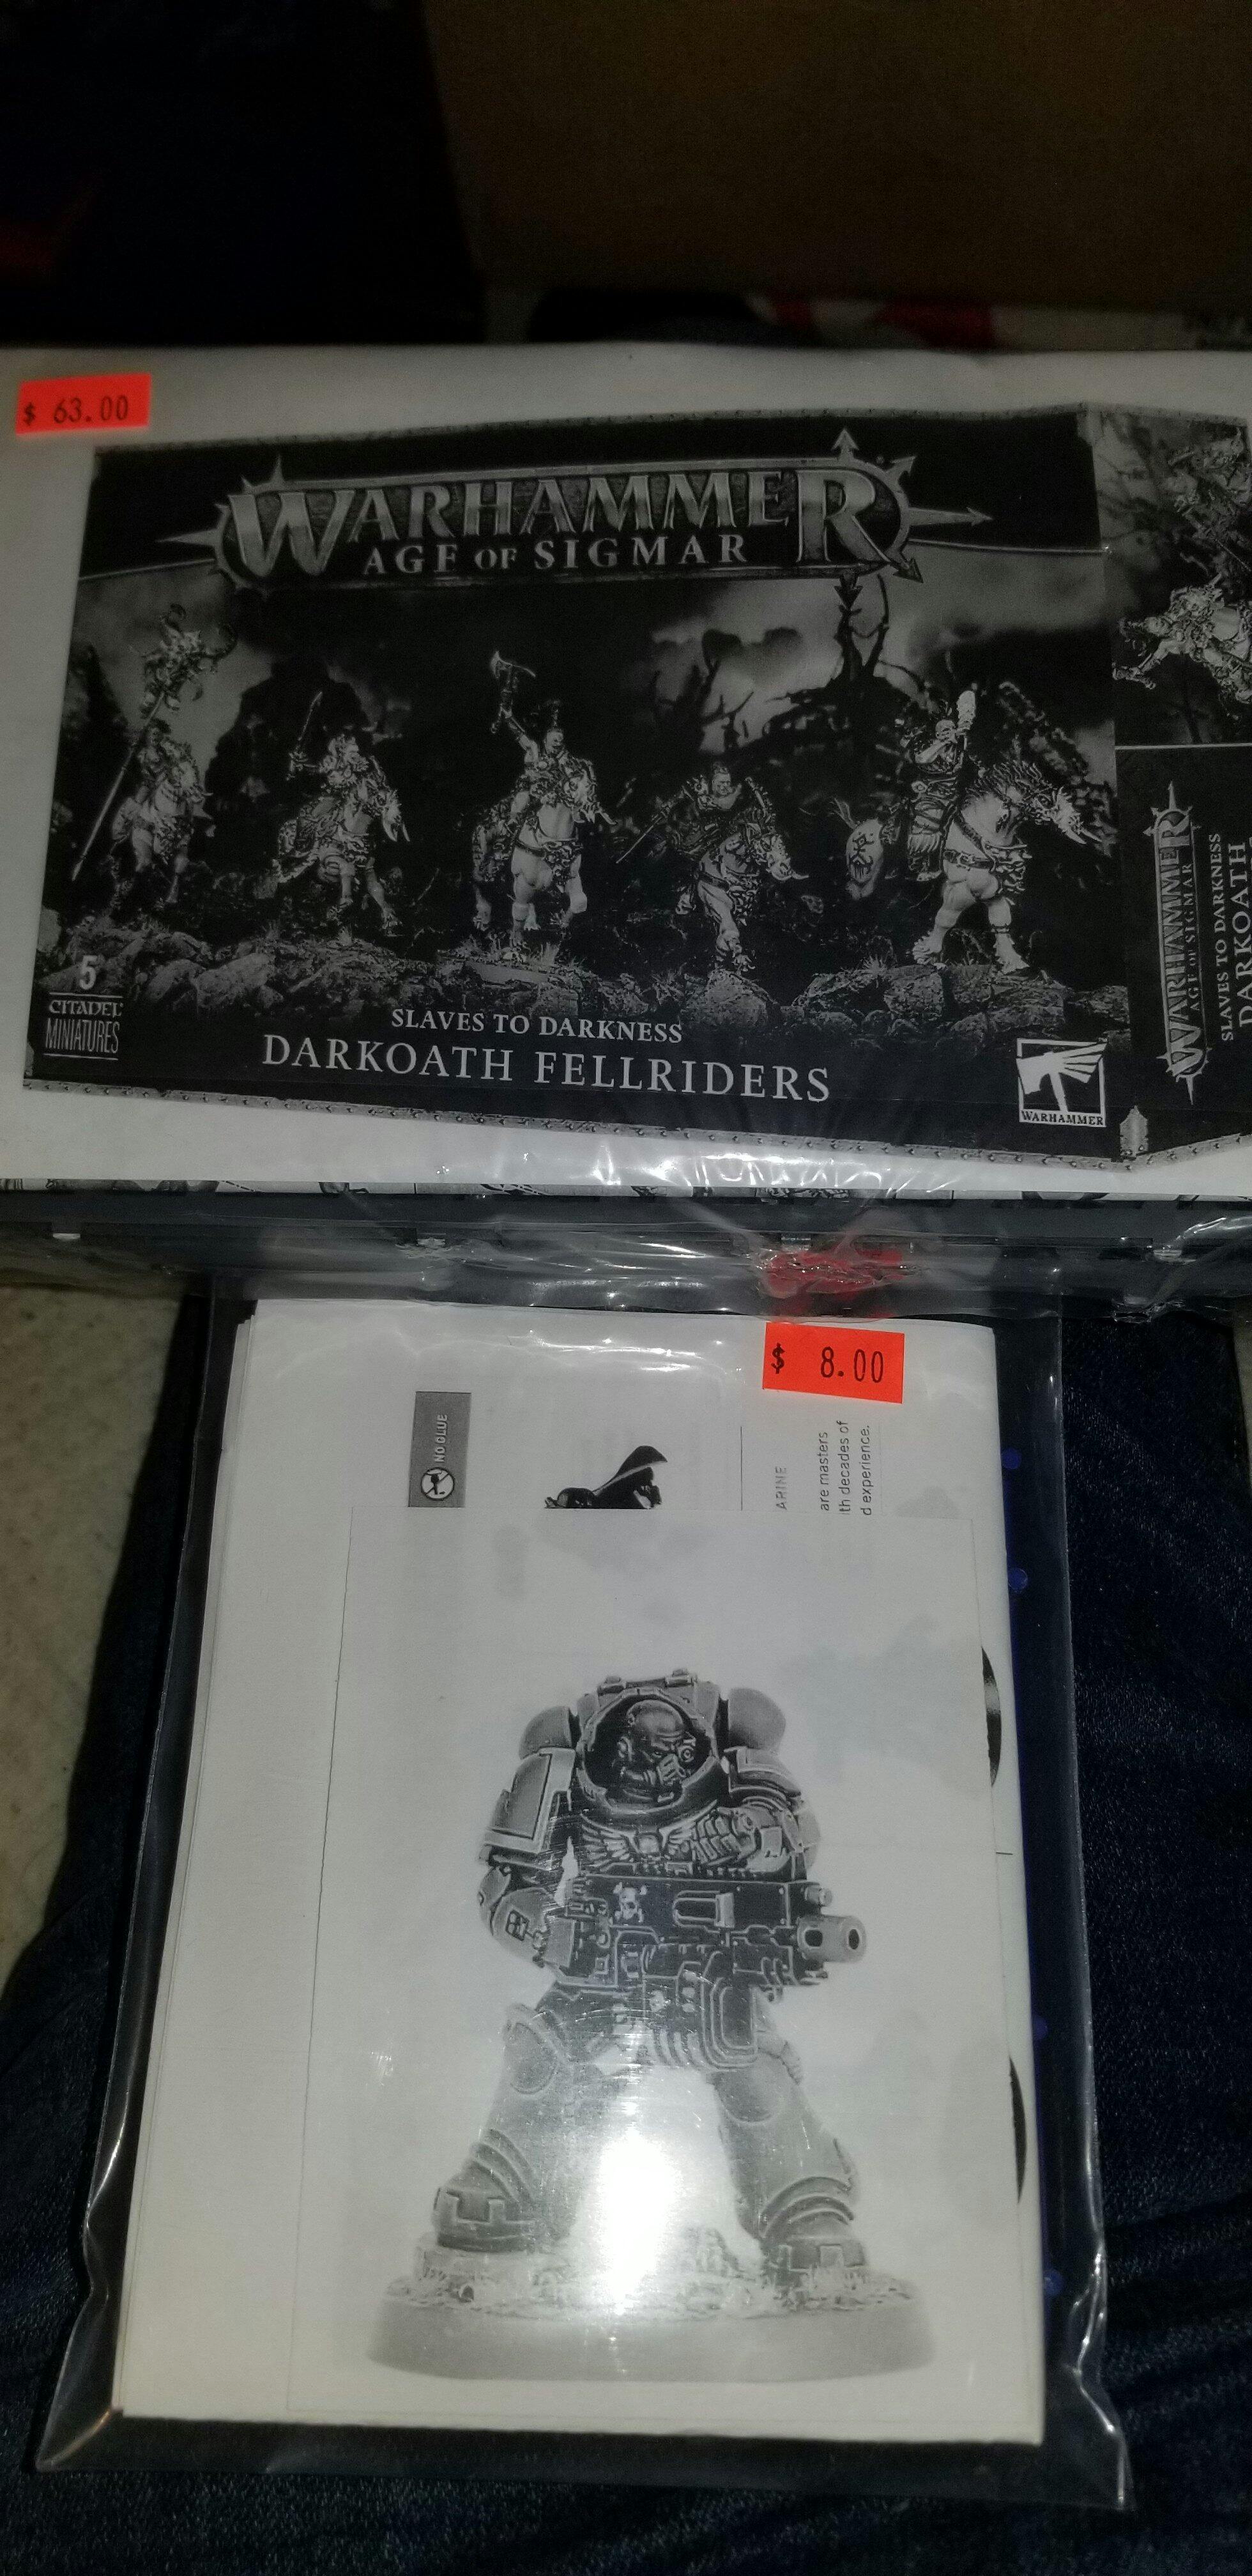 $ 63.00
WARHAMMER
AGE OF SIGMAR
5
CITADEL
MINIATURES
SLAVES TO DARKNESS
DARKOATH FELLRIDERS
WARHAMMER
WARHAMMER
AGE OF SIGMAR
SLAVES TO DARKNESS
DARKOATH
$ 8.00
NO GLUE
ARINE
are masters
th decades of
d experience.